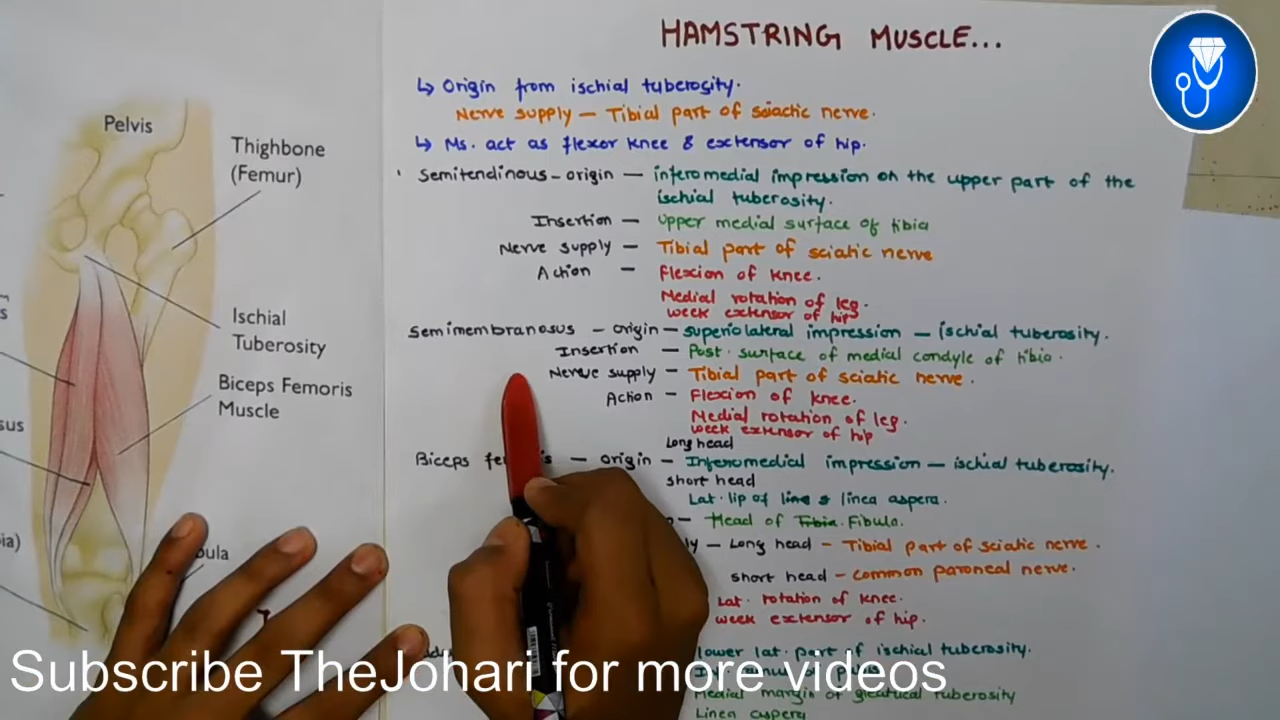 HAMSTRING MUSCLE...
↳ Origin from ischial tuberosity.
Nerve supply — Tibial part of sciactic nerve.
↳ Ms. act as flexor knee & extensor of hip.
Semitendinous - origin — inferomedial impression on the upper part of the
ischial tuberosity.
Insertion — Upper medial surface of tibia
Nerve supply — Tibial part of sciatic nerve
Action — Flexion of knee.
Medial rotation of leg.
week extensor of hip
Semimembranosus - origin — superiolateral impression — ischial tuberosity.
Insertion — Post. surface of medial condyle of tibia.
Nerve supply — Tibial part of sciatic nerve.
Action — Flexion of knee.
Medial rotation of leg.
week extensor of hip
Long head
Biceps — origin — Inferomedial impression — ischial tuberosity.
short head
Lat. lip of linea aspera.
Head of Fibula.
Long head - Tibial part of sciatic nerve.
short head - common paroneal nerve.
Lat. rotation of knee.
week extensor of hip.
lower lat. part of ischial tuberosity.
Medial margin of gleutical tuberosity
Linea aspera
Pelvis
Thighbone
(Femur)
Ischial
Tuberosity
Biceps Femoris
Muscle
Subscribe TheJohari for more videos